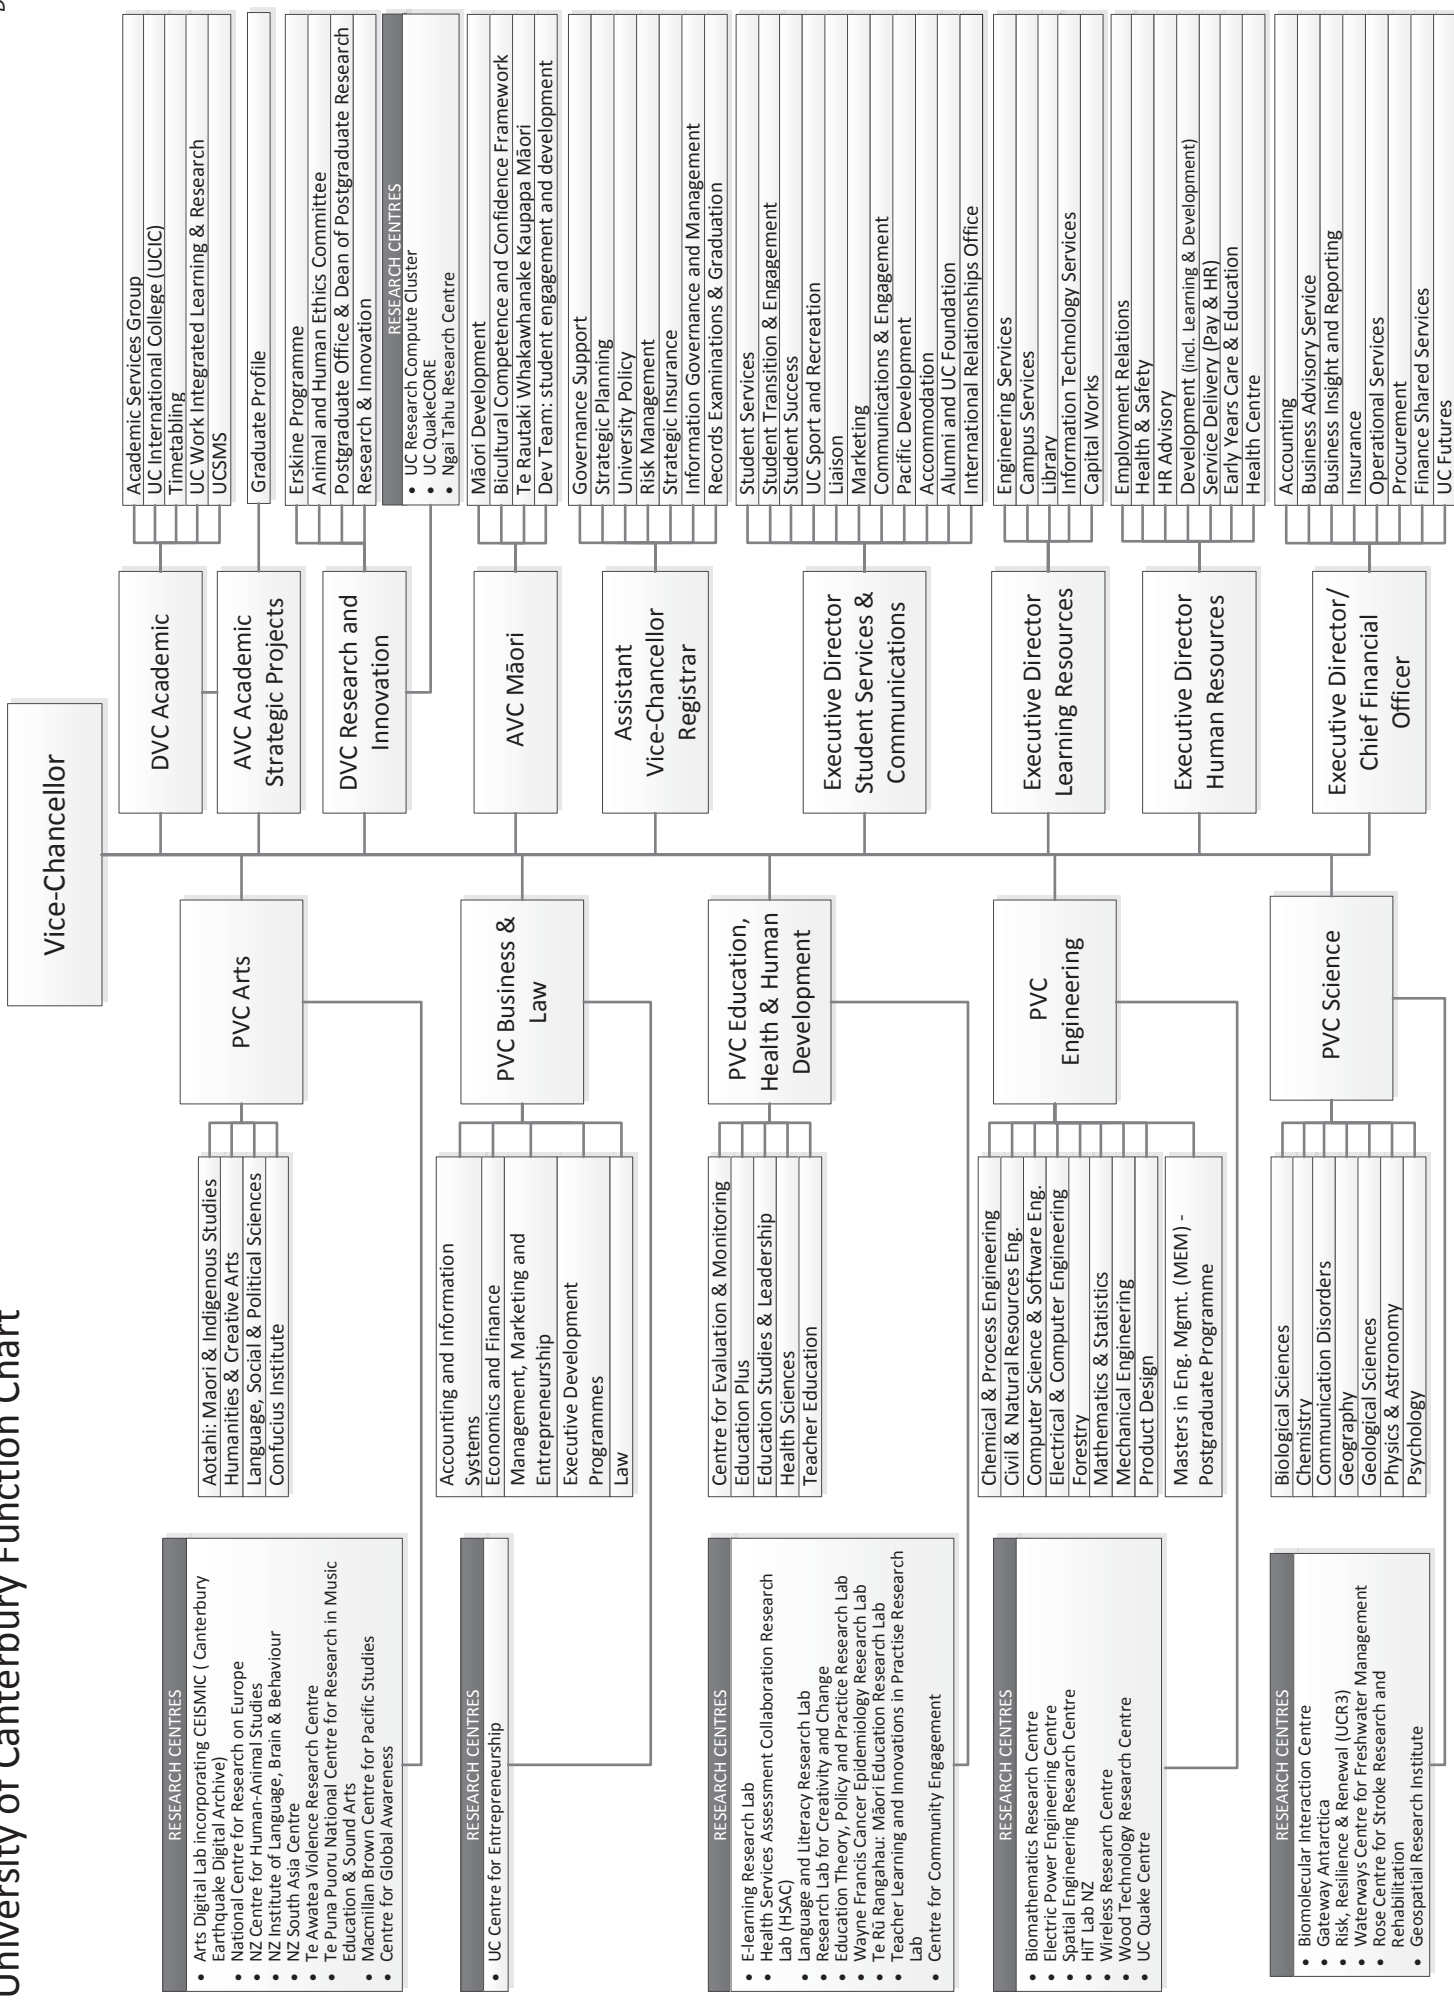 University of Canterbury Function Chart
Vice-Chancellor
PVC Arts
Aotahi: Maori & Indigenous Studies
Humanities & Creative Arts
Language, Social & Political Sciences
Confucius Institute
RESEARCH CENTRES
• Arts Digital Lab incorporating CEISMIC ( Canterbury
Earthquake Digital Archive)
• National Centre for Research on Europe
• NZ Centre for Human-Animal Studies
• NZ Institute of Language, Brain & Behaviour
• NZ South Asia Centre
• Te Awatea Violence Research Centre
• Te Puna Puoru National Centre for Research in Music
Education & Sound Arts
• Macmillan Brown Centre for Pacific Studies
• Centre for Global Awareness
PVC Business &
Law
Accounting and Information
Systems
Economics and Finance
Management, Marketing and
Entrepreneurship
Executive Development
Programmes
Law
RESEARCH CENTRES
• UC Centre for Entrepreneurship
PVC Education,
Health & Human
Development
Centre for Evaluation & Monitoring
Education Plus
Education Studies & Leadership
Health Sciences
Teacher Education
RESEARCH CENTRES
• E-learning Research Lab
• Health Services Assessment Collaboration Research
Lab (HSAC)
• Language and Literacy Research Lab
• Research Lab for Creativity and Change
• Education Theory, Policy and Practice Research Lab
• Wayne Francis Cancer Epidemiology Research Lab
• Te Rū Rangahau: Māori Education Research Lab
• Teacher Learning and Innovations in Practise Research
Lab
• Centre for Community Engagement
PVC
Engineering
Chemical & Process Engineering
Civil & Natural Resources Eng.
Computer Science & Software Eng.
Electrical & Computer Engineering
Forestry
Mathematics & Statistics
Mechanical Engineering
Product Design
Masters in Eng. Mgmt. (MEM) -
Postgraduate Programme
RESEARCH CENTRES
• Biomathematics Research Centre
• Electric Power Engineering Centre
• Spatial Engineering Research Centre
• HiT Lab NZ
• Wireless Research Centre
• Wood Technology Research Centre
• UC Quake Centre
PVC Science
Biological Sciences
Chemistry
Communication Disorders
Geography
Geological Sciences
Physics & Astronomy
Psychology
RESEARCH CENTRES
• Biomolecular Interaction Centre
• Gateway Antarctica
• Risk, Resilience & Renewal (UCR3)
• Waterways Centre for Freshwater Management
• Rose Centre for Stroke Research and
Rehabilitation
• Geospatial Research Institute
DVC Academic
Academic Services Group
UC International College (UCIC)
Timetabling
UC Work Integrated Learning & Research
UCSMS
AVC Academic
Strategic Projects
Graduate Profile
DVC Research and
Innovation
Erskine Programme
Animal and Human Ethics Committee
Postgraduate Office & Dean of Postgraduate Research
Research & Innovation
RESEARCH CENTRES
• UC Research Compute Cluster
• UC QuakeCORE
• Ngai Tahu Research Centre
AVC Māori
Māori Development
Bicultural Competence and Confidence Framework
Te Rautaki Whakawhanake Kaupapa Māori
Dev Team: student engagement and development
Assistant
Vice-Chancellor
Registrar
Governance Support
Strategic Planning
University Policy
Risk Management
Strategic Insurance
Information Governance and Management
Records Examinations & Graduation
Executive Director
Student Services &
Communications
Student Services
Student Transition & Engagement
Student Success
UC Sport and Recreation
Liaison
Marketing
Communications & Engagement
Pacific Development
Accommodation
Alumni and UC Foundation
International Relationships Office
Executive Director
Learning Resources
Engineering Services
Campus Services
Library
Information Technology Services
Capital Works
Executive Director
Human Resources
Employment Relations
Health & Safety
HR Advisory
Development (incl. Learning & Development)
Service Delivery (Pay & HR)
Early Years Care & Education
Health Centre
Executive Director/
Chief Financial
Officer
Accounting
Business Advisory Service
Business Insight and Reporting
Insurance
Operational Services
Procurement
Finance Shared Services
UC Futures